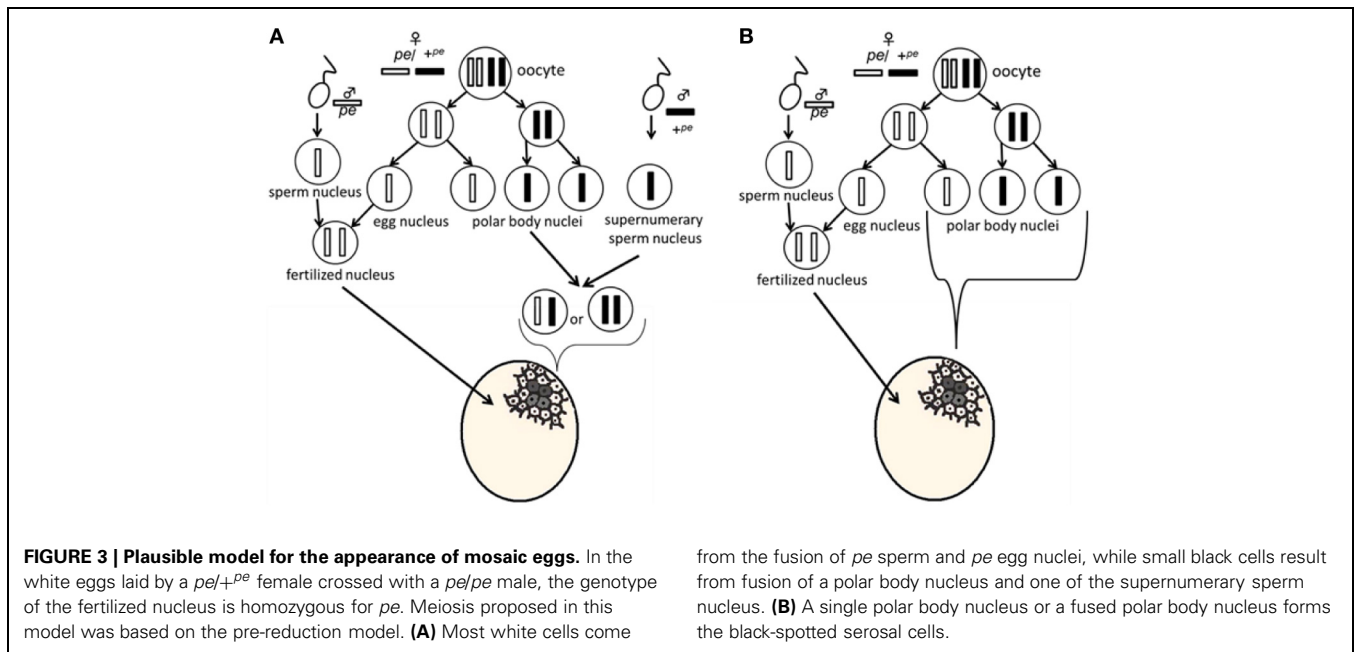 A
♀
pe/ +pe
oocyte
♂
pe
♂
+pe
sperm nucleus
egg nucleus
polar body nuclei
supernumerary
sperm nucleus
fertilized nucleus
or
B
♀
pe/ +pe
oocyte
♂
pe
sperm nucleus
egg nucleus
polar body nuclei
fertilized nucleus
FIGURE 3 | Plausible model for the appearance of mosaic eggs. In the
white eggs laid by a pe/+pe female crossed with a pe/pe male, the genotype
of the fertilized nucleus is homozygous for pe. Meiosis proposed in this
model was based on the pre-reduction model. (A) Most white cells come
from the fusion of pe sperm and pe egg nuclei, while small black cells result
from fusion of a polar body nucleus and one of the supernumerary sperm
nucleus. (B) A single polar body nucleus or a fused polar body nucleus forms
the black-spotted serosal cells.